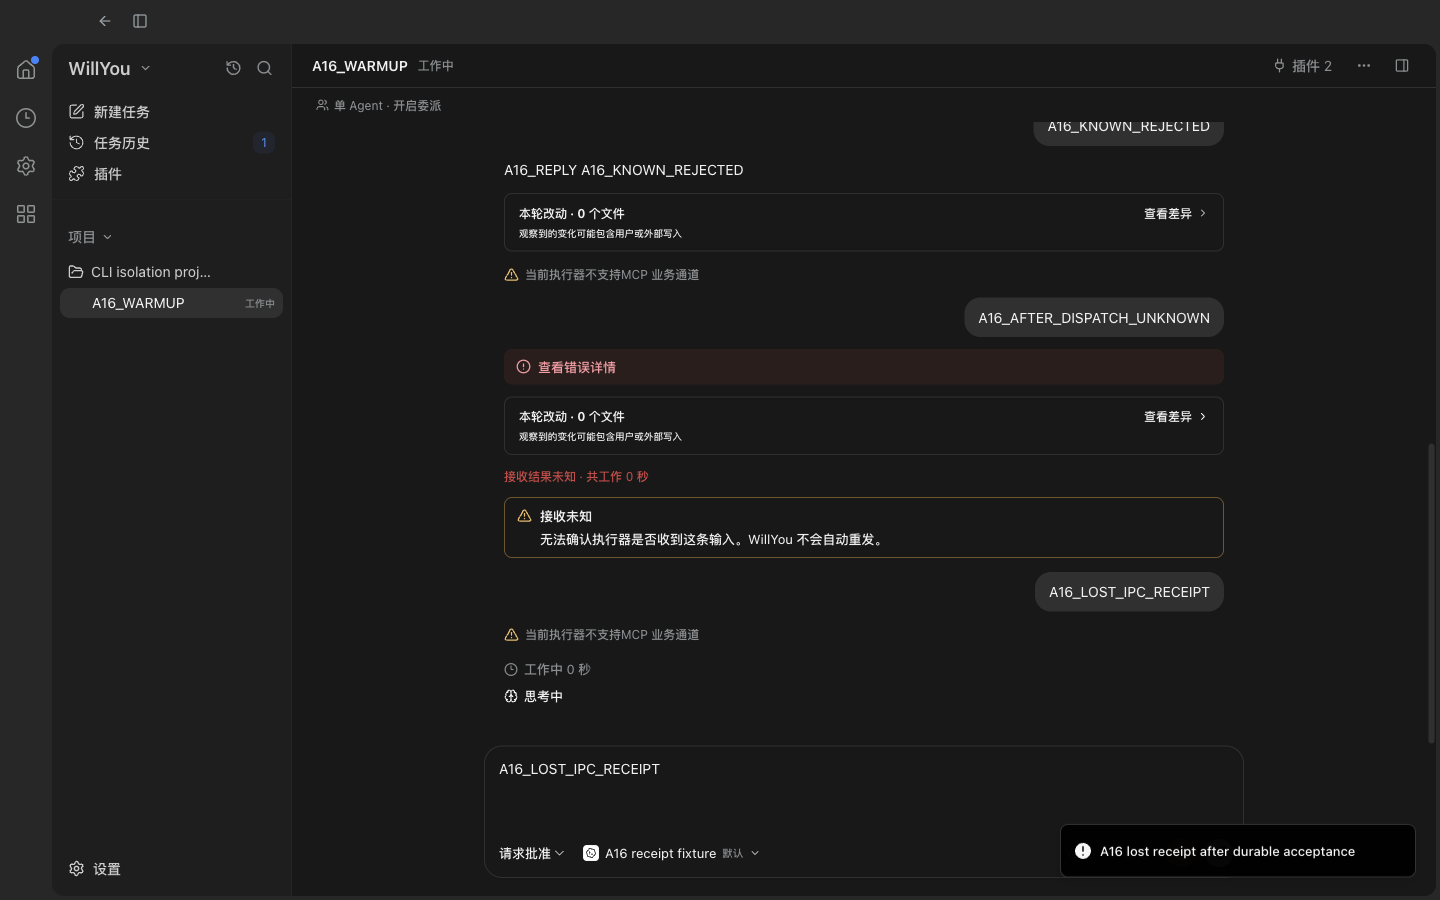 WillYou
新建任务
任务历史
1
插件
项目
CLI isolation proj...
A16_WARMUP
工作中
设置
A16_WARMUP 工作中
插件 2
单 Agent · 开启委派
A16_KNOWN_REJECTED
A16_REPLY A16_KNOWN_REJECTED
本轮改动 · 0 个文件
查看差异
观察到的变化可能包含用户或外部写入
当前执行器不支持MCP 业务通道
A16_AFTER_DISPATCH_UNKNOWN
查看错误详情
本轮改动 · 0 个文件
查看差异
观察到的变化可能包含用户或外部写入
接收结果未知 · 共工作 0 秒
接收未知
无法确认执行器是否收到这条输入。WillYou 不会自动重发。
A16_LOST_IPC_RECEIPT
当前执行器不支持MCP 业务通道
工作中 0 秒
思考中
A16_LOST_IPC_RECEIPT
请求批准
A16 receipt fixture 默认
A16 lost receipt after durable acceptance